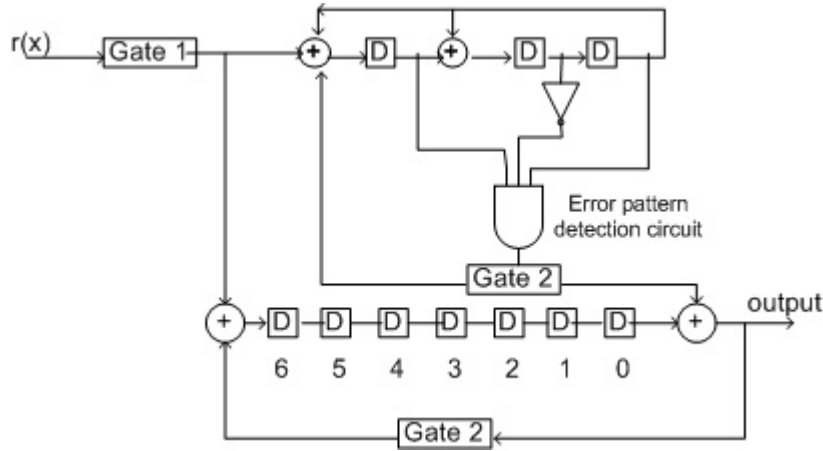 r(x)
Gate 1
+
D
+
D
D
Error pattern
detection circuit
Gate 2
output
+
D
D
D
D
D
D
D
+
6
5
4
3
2
1
0
Gate 2